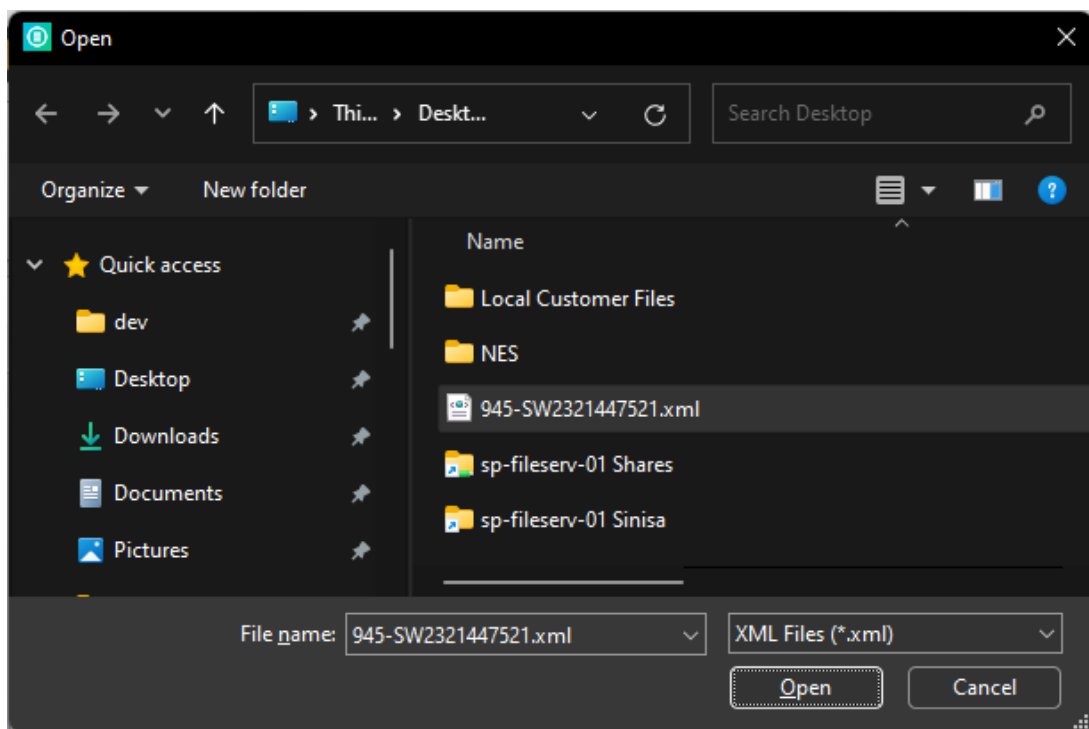 Open
Thi... Deskt...
Search Desktop
Organize New folder
Quick access
dev
Desktop
Downloads
Documents
Pictures
Name
Local Customer Files
NES
945-SW2321447521.xml
sp-fileserv-01 Shares
sp-fileserv-01 Sinisa
File name: 945-SW2321447521.xml XML Files (*.xml)
Open Cancel